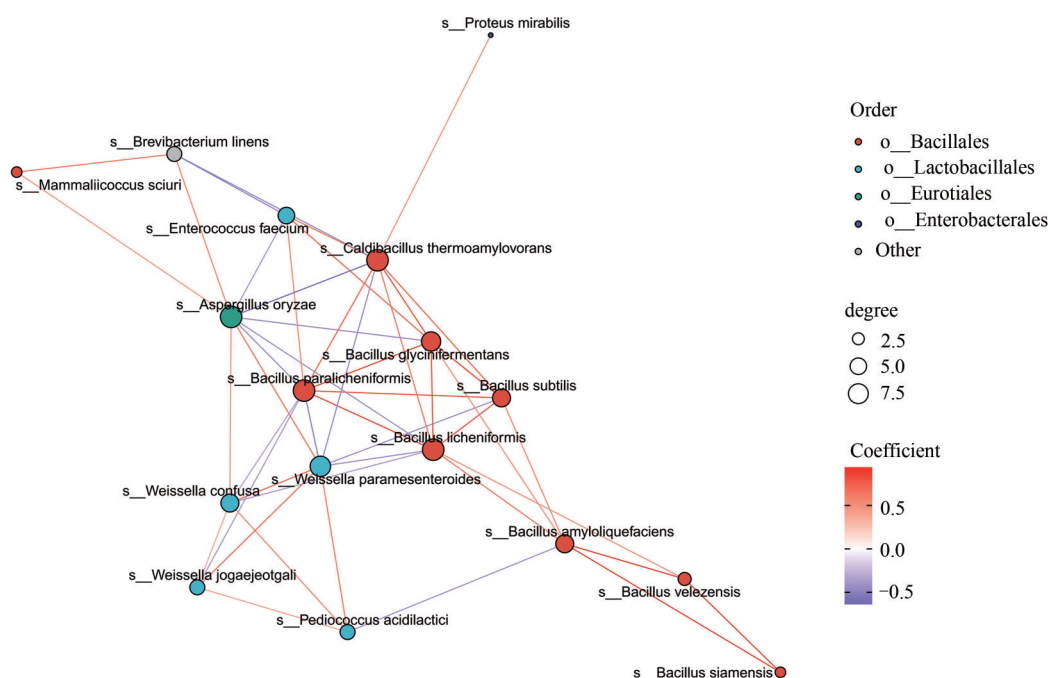 s__Proteus mirabilis
s__Brevibacterium linens
s__Mammaliicoccus sciuri
s__Enterococcus faecium
s__Caldibacillus thermoamylovorans
s__Aspergillus oryzae
s__Bacillus glycinifermentans
s__Bacillus paralicheniformis
s__Bacillus subtilis
s__Bacillus licheniformis
s__Weissella paramesenteroides
s__Weissella confusa
s__Bacillus amyloliquefaciens
s__Weissella jogaejeotgali
s__Bacillus velezensis
s__Pediococcus acidilactici
s__Bacillus siamensis
Order
o__Bacillales
o__Lactobacillales
o__Eurotiales
o__Enterobacterales
Other
degree
2.5
5.0
7.5
Coefficient
0.5
0.0
−0.5